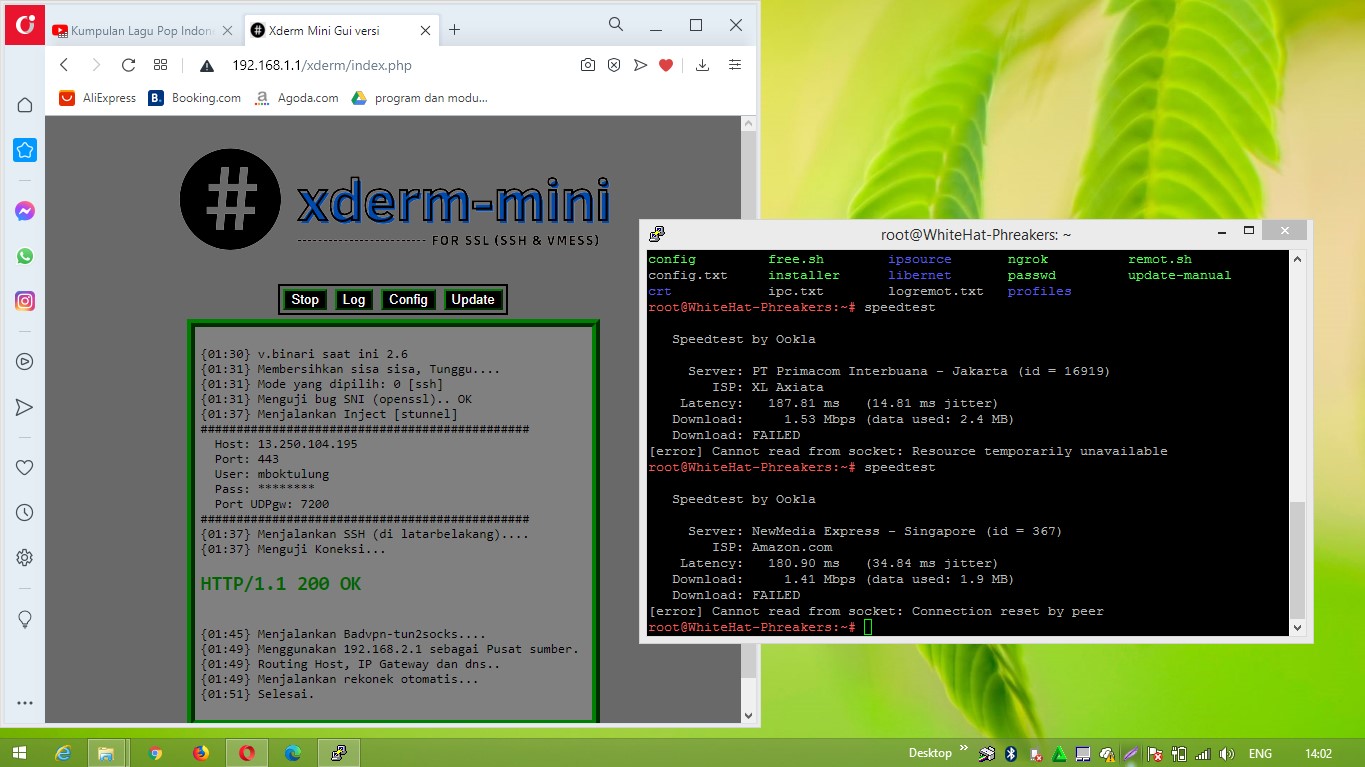 Kumpulan Lagu Pop Indon
Xderm Mini Gui versi
192.168.1.1/xderm/index.php
AliExpress
Booking.com
Agoda.com
program dan modu...
# xderm-mini
FOR SSL (SSH & VMESS)
Stop
Log
Config
Update
{01:30} v.binari saat ini 2.6
{01:31} Membersihkan sisa sisa, Tunggu....
{01:31} Mode yang dipilih: 0 [ssh]
{01:31} Menguji bug SNI (openssl).. OK
{01:37} Menjalankan Inject [stunnel]
##############################################
Host: 13.250.104.195
Port: 443
User: mboktulung
Pass: ********
Port UDPgw: 7200
##############################################
{01:37} Menjalankan SSH (di latarbelakang)....
{01:37} Menguji Koneksi...
HTTP/1.1 200 OK
{01:45} Menjalankan Badvpn-tun2socks....
{01:49} Menggunakan 192.168.2.1 sebagai Pusat sumber.
{01:49} Routing Host, IP Gateway dan dns..
{01:49} Menjalankan rekonek otomatis...
{01:51} Selesai.
root@WhiteHat-Phreakers: ~
config free.sh ipsource ngrok remot.sh
config.txt installer libernet passwd update-manual
crt ipc.txt logremot.txt profiles
root@WhiteHat-Phreakers:~# speedtest
Speedtest by Ookla
Server: PT Primacom Interbuana - Jakarta (id = 16919)
ISP: XL Axiata
Latency: 187.81 ms (14.81 ms jitter)
Download: 1.53 Mbps (data used: 2.4 MB)
Download: FAILED
[error] Cannot read from socket: Resource temporarily unavailable
root@WhiteHat-Phreakers:~# speedtest
Speedtest by Ookla
Server: NewMedia Express - Singapore (id = 367)
ISP: Amazon.com
Latency: 180.90 ms (34.84 ms jitter)
Download: 1.41 Mbps (data used: 1.9 MB)
Download: FAILED
[error] Cannot read from socket: Connection reset by peer
root@WhiteHat-Phreakers:~#
Desktop
ENG
14:02